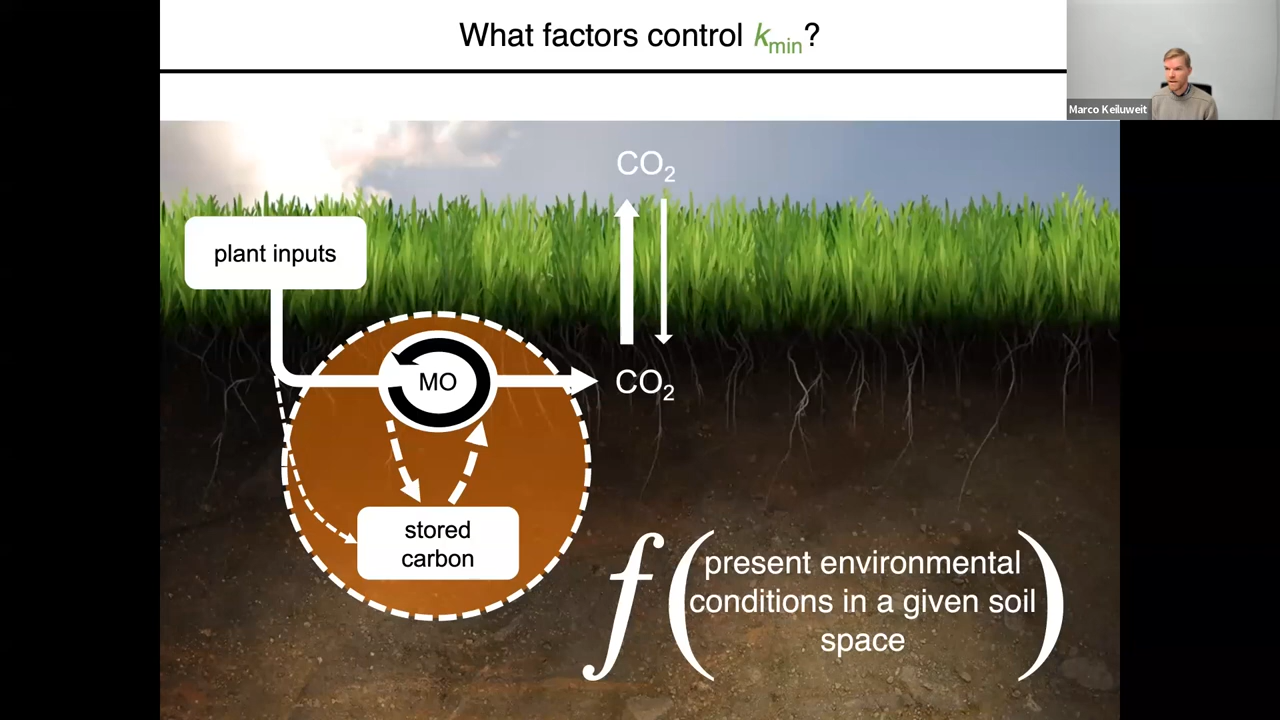 What factors control kmin?
Marco Keiluweit
CO2
plant inputs
MO
CO2
stored
carbon
f(present environmental
conditions in a given soil
space)